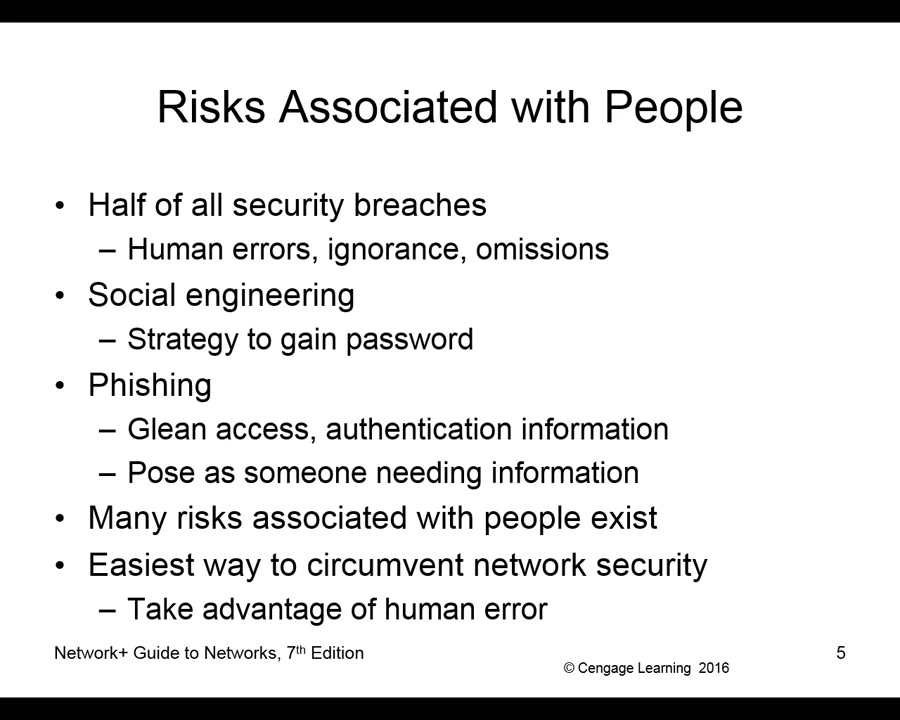 Risks Associated with People
• Half of all security breaches
– Human errors, ignorance, omissions
• Social engineering
– Strategy to gain password
• Phishing
– Glean access, authentication information
– Pose as someone needing information
• Many risks associated with people exist
• Easiest way to circumvent network security
– Take advantage of human error
Network+ Guide to Networks, 7th Edition
© Cengage Learning 2016
5